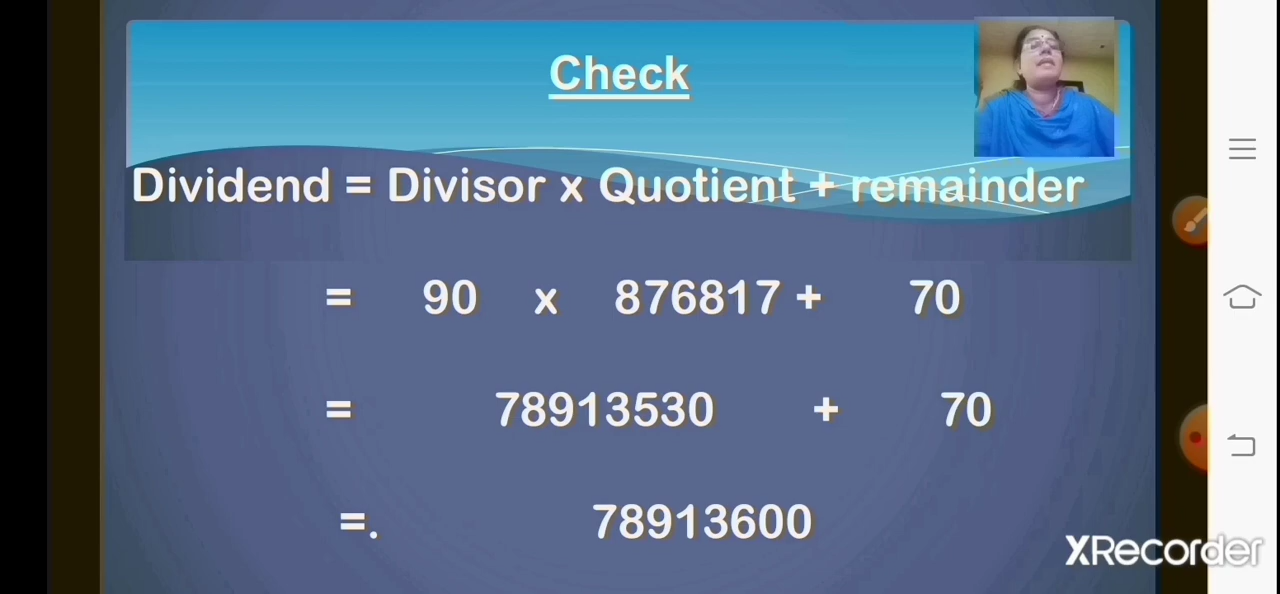 Check
Dividend = Divisor x Quotient + remainder
= 90 x 876817 + 70
= 78913530 + 70
=. 78913600
XRecorder